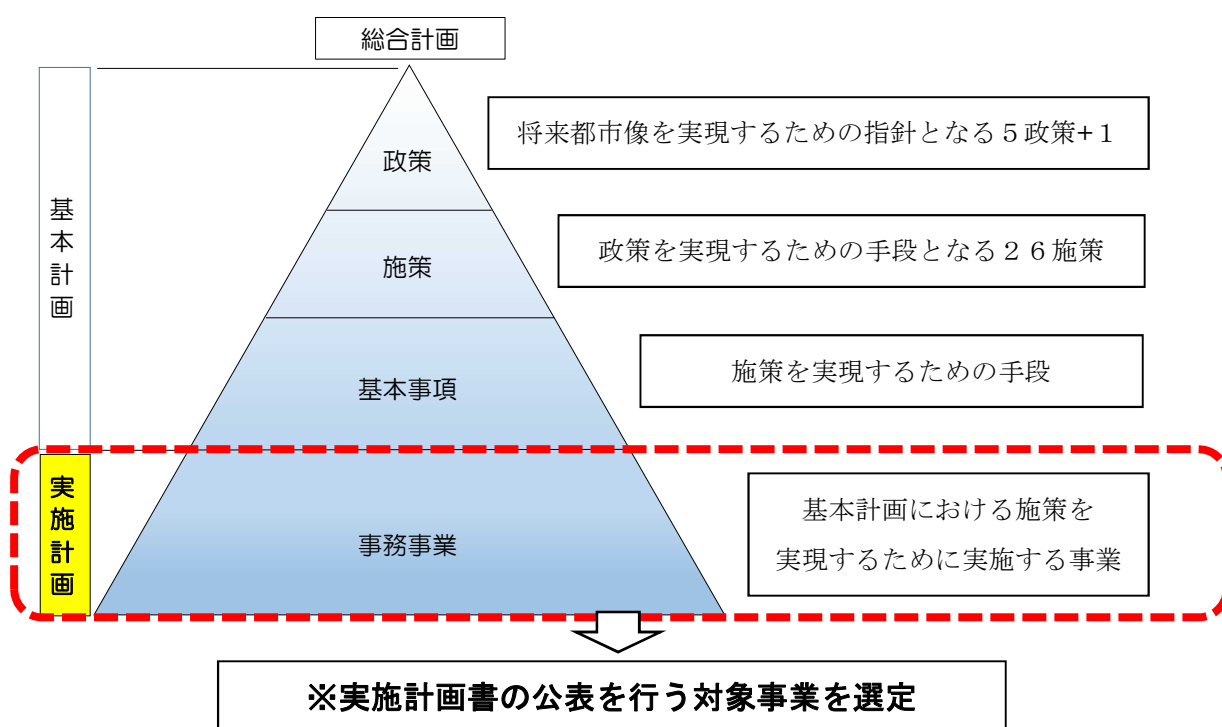 総合計画
基本計画
政策
将来都市像を実現するための指針となる５政策+１
施策
政策を実現するための手段となる２６施策
基本事項
施策を実現するための手段
実施計画
事務事業
基本計画における施策を
実現するために実施する事業
※実施計画書の公表を行う対象事業を選定